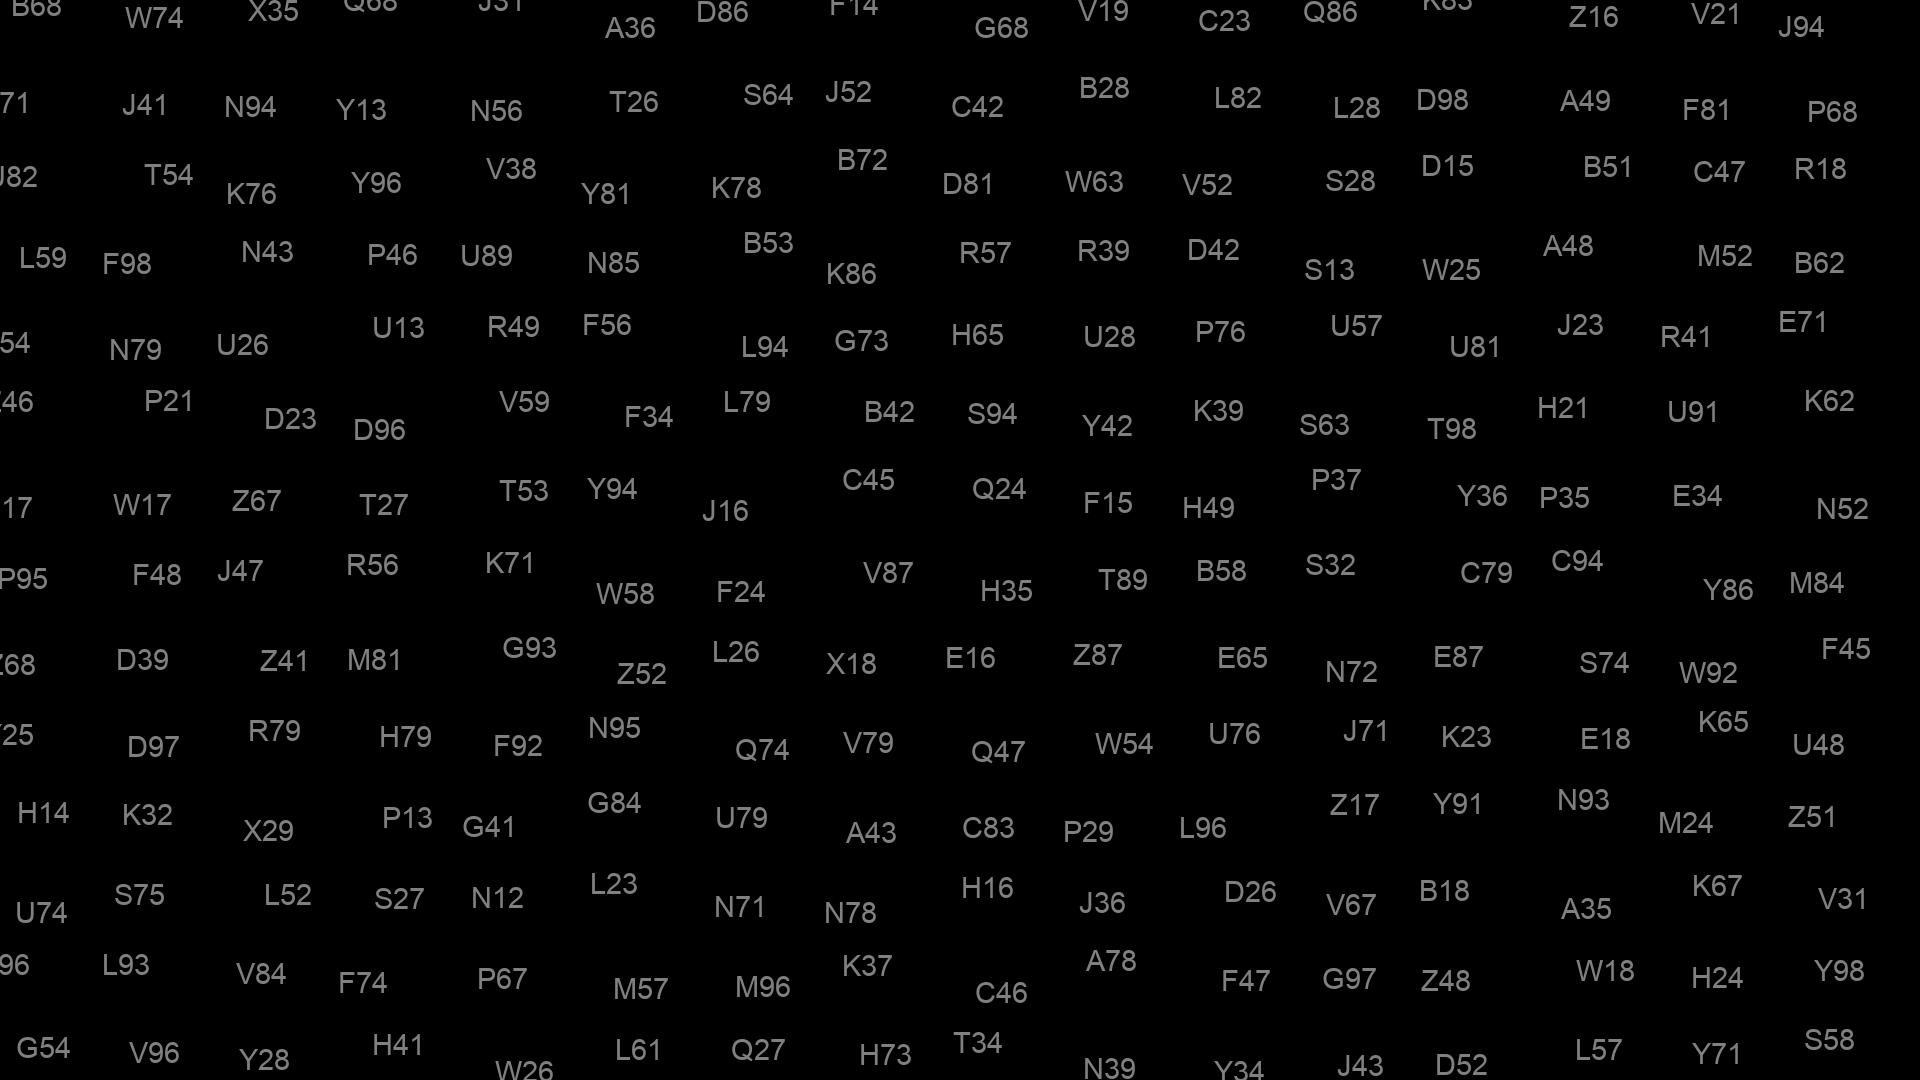 B68 W74 X35 Q68 J31 A36 D86 F14 G68 V19 C23 Q86 K83 Z16 V21 J94
71 J41 N94 Y13 N56 T26 S64 J52 C42 B28 L82 L28 D98 A49 F81 P68
J82 T54 K76 Y96 V38 Y81 K78 B72 D81 W63 V52 S28 D15 B51 C47 R18
L59 F98 N43 P46 U89 N85 B53 K86 R57 R39 D42 S13 W25 A48 M52 B62
54 N79 U26 U13 R49 F56 L94 G73 H65 U28 P76 U57 U81 J23 R41 E71
46 P21 D23 D96 V59 F34 L79 B42 S94 Y42 K39 S63 T98 H21 U91 K62
17 W17 Z67 T27 T53 Y94 J16 C45 Q24 F15 H49 P37 Y36 P35 E34 N52
P95 F48 J47 R56 K71 W58 F24 V87 H35 T89 B58 S32 C79 C94 Y86 M84
68 D39 Z41 M81 G93 Z52 L26 X18 E16 Z87 E65 N72 E87 S74 W92 F45
25 D97 R79 H79 F92 N95 Q74 V79 Q47 W54 U76 J71 K23 E18 K65 U48
H14 K32 X29 P13 G41 G84 U79 A43 C83 P29 L96 Z17 Y91 N93 M24 Z51
U74 S75 L52 S27 N12 L23 N71 N78 H16 J36 D26 V67 B18 A35 K67 V31
96 L93 V84 F74 P67 M57 M96 K37 C46 A78 F47 G97 Z48 W18 H24 Y98
G54 V96 Y28 H41 W26 L61 Q27 H73 T34 N39 Y34 J43 D52 L57 Y71 S58